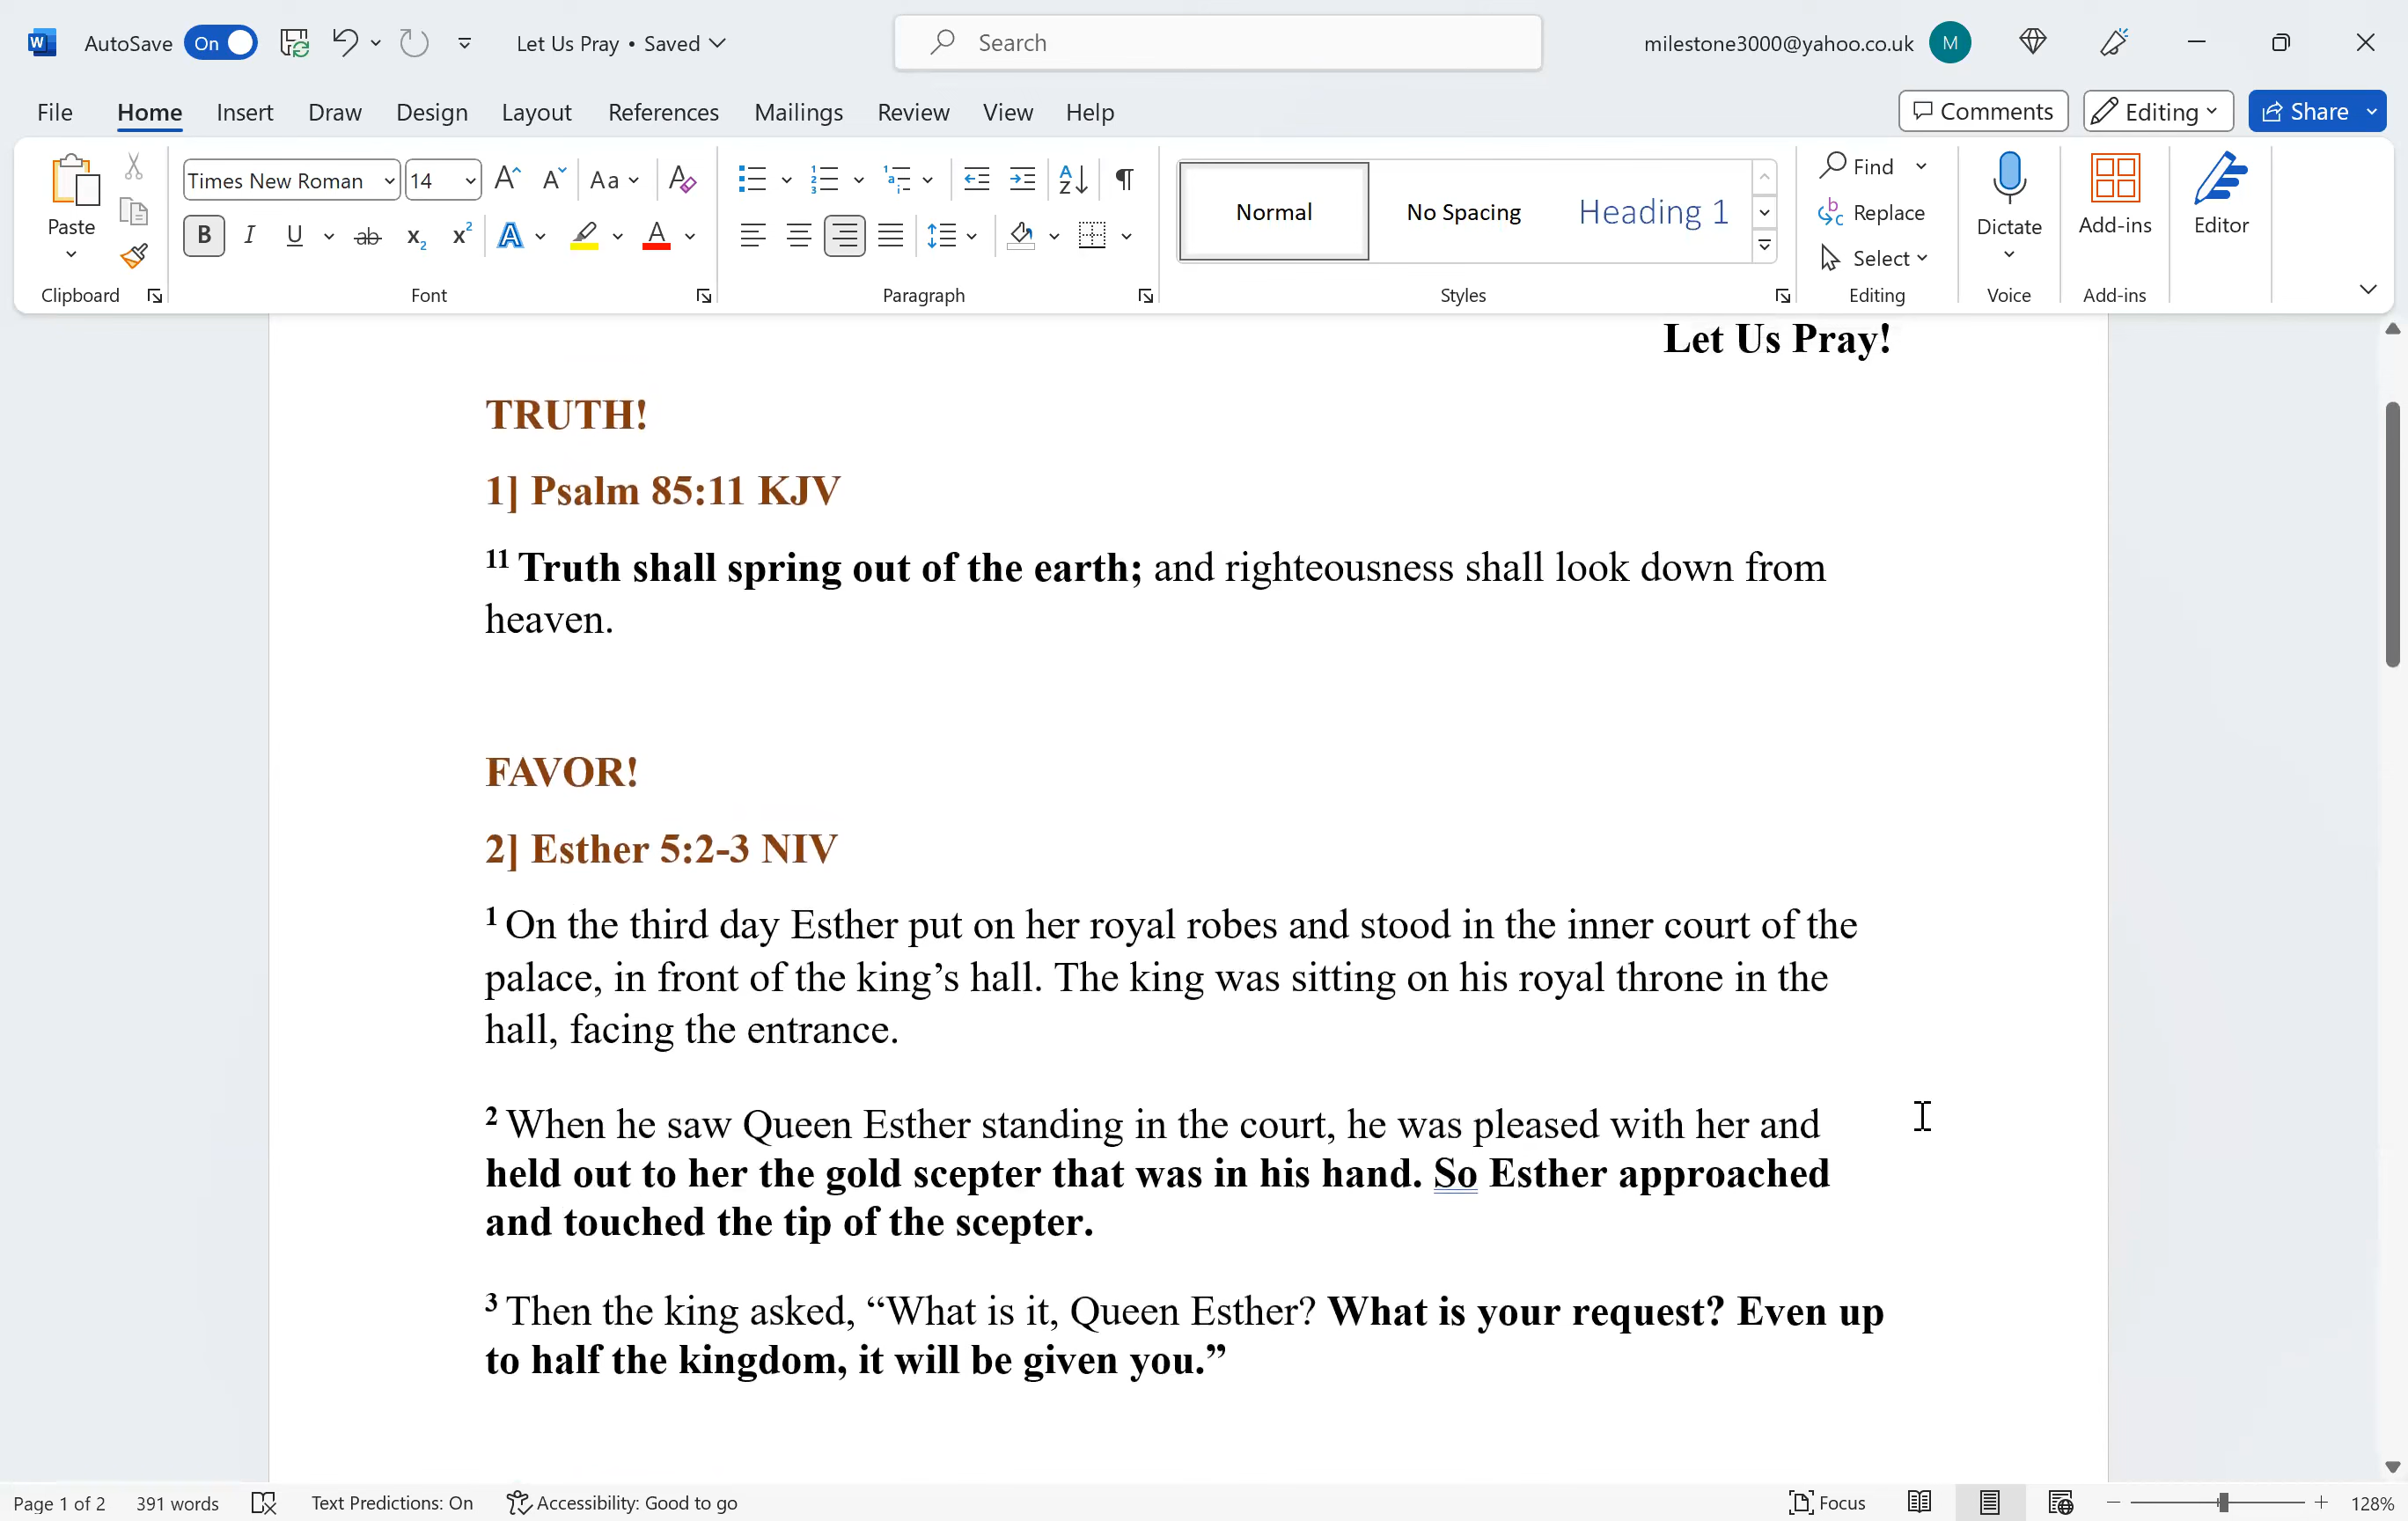 AutoSave On Let Us Pray • Saved Search milestone3000@yahoo.co.uk M
File Home Insert Draw Design Layout References Mailings Review View Help Comments Editing Share
Paste Times New Roman 14 Aa Normal No Spacing Heading 1 Find Replace Select Dictate Add-ins Editor
Clipboard Font Paragraph Styles Editing Voice Add-ins
Let Us Pray!
TRUTH!
1] Psalm 85:11 KJV
11 Truth shall spring out of the earth; and righteousness shall look down from
heaven.
FAVOR!
2] Esther 5:2-3 NIV
1 On the third day Esther put on her royal robes and stood in the inner court of the
palace, in front of the king’s hall. The king was sitting on his royal throne in the
hall, facing the entrance.
2 When he saw Queen Esther standing in the court, he was pleased with her and
held out to her the gold scepter that was in his hand. So Esther approached
and touched the tip of the scepter.
3 Then the king asked, “What is it, Queen Esther? What is your request? Even up
to half the kingdom, it will be given you.”
Page 1 of 2 391 words Text Predictions: On Accessibility: Good to go Focus 128%